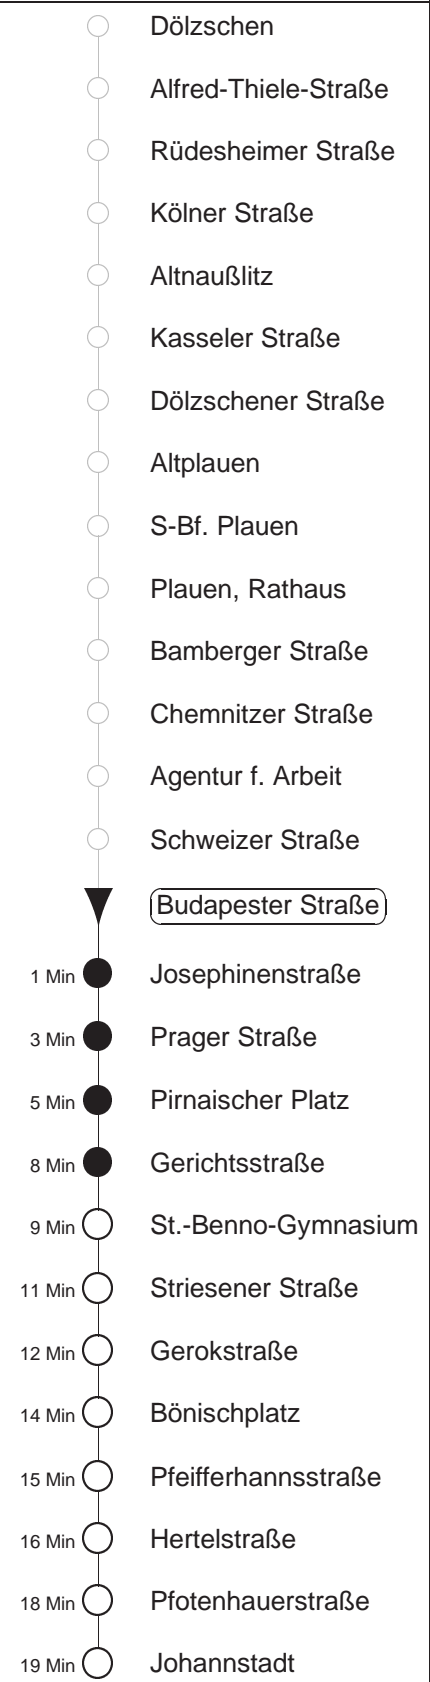 Dölzschen
Alfred-Thiele-Straße
Rüdesheimer Straße
Kölner Straße
Altnaußlitz
Kasseler Straße
Dölzschener Straße
Altplauen
S-Bf. Plauen
Plauen, Rathaus
Bamberger Straße
Chemnitzer Straße
Agentur f. Arbeit
Schweizer Straße
Budapester Straße
1 Min Josephinenstraße
3 Min Prager Straße
5 Min Pirnaischer Platz
8 Min Gerichtsstraße
9 Min St.-Benno-Gymnasium
11 Min Striesener Straße
12 Min Gerokstraße
14 Min Bönischplatz
15 Min Pfeifferhannsstraße
16 Min Hertelstraße
18 Min Pfotenhauerstraße
19 Min Johannstadt